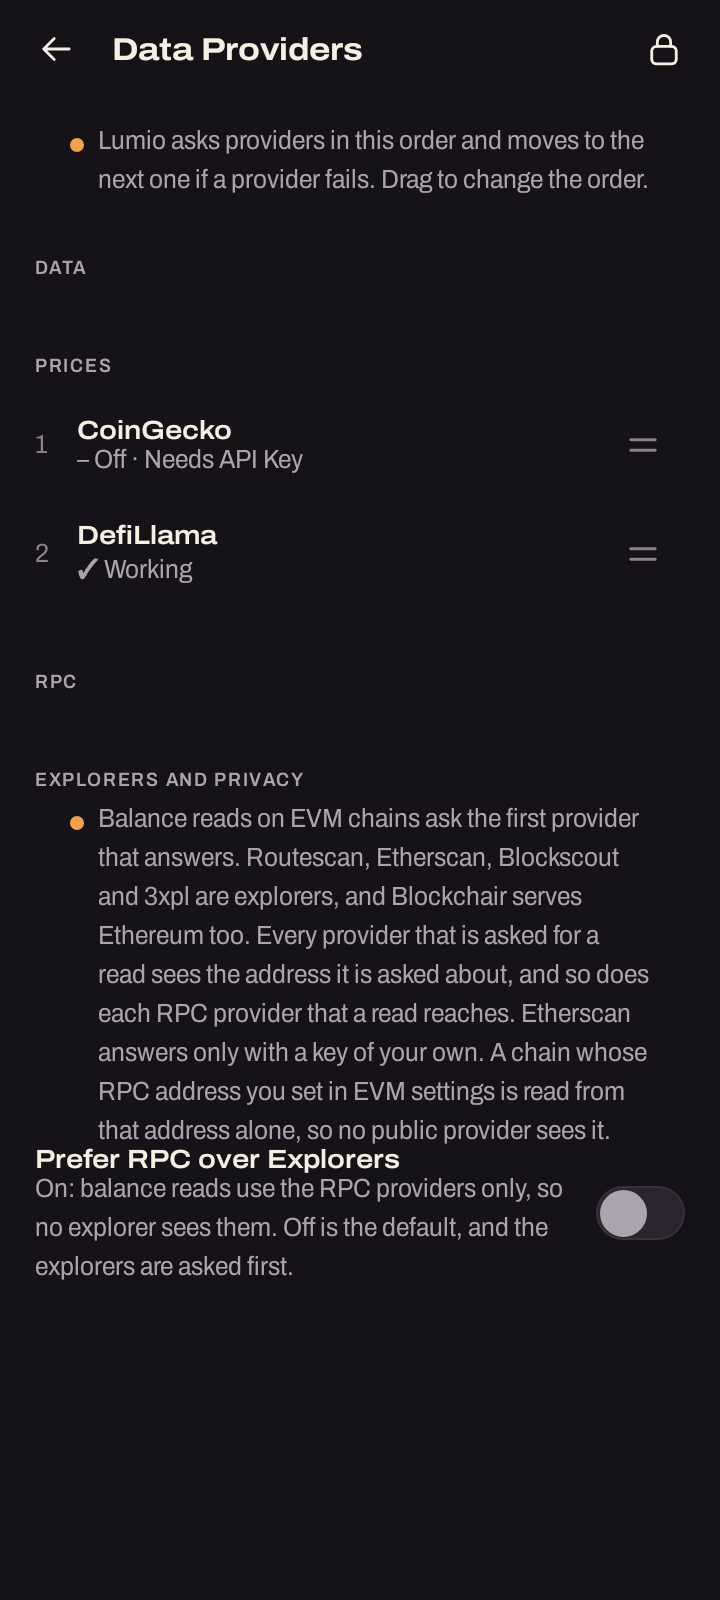 Data Providers
Lumio asks providers in this order and moves to the
next one if a provider fails. Drag to change the order.
DATA
PRICES
1
CoinGecko
– Off · Needs API Key
2
DefiLlama
✓ Working
RPC
EXPLORERS AND PRIVACY
Balance reads on EVM chains ask the first provider
that answers. Routescan, Etherscan, Blockscout
and 3xpl are explorers, and Blockchair serves
Ethereum too. Every provider that is asked for a
read sees the address it is asked about, and so does
each RPC provider that a read reaches. Etherscan
answers only with a key of your own. A chain whose
RPC address you set in EVM settings is read from
that address alone, so no public provider sees it.
Prefer RPC over Explorers
On: balance reads use the RPC providers only, so
no explorer sees them. Off is the default, and the
explorers are asked first.